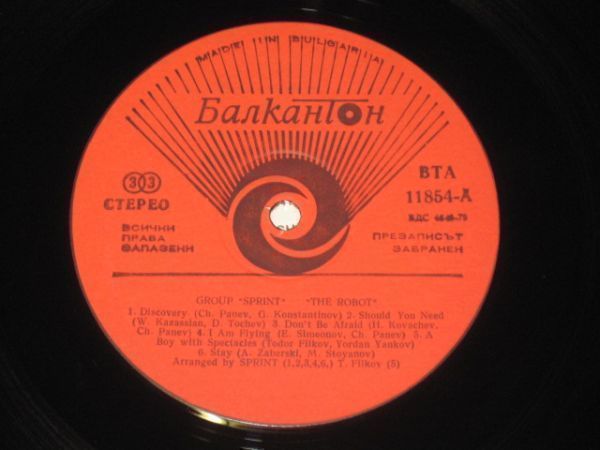 MADE IN BULGARIA
Балкантон
33
СТЕРЕО
ВТА
11854-А
БДС
ВСИЧКИ
ПРАВА
ЗАПАЗЕНИ
ПРЕЗАПИСЪТ
ЗАБРАНЕН
GROUP "SPRINT" "THE ROBOT"
1. Discovery (Ch. Panev, G. Konstantinov) 2. Should You Need
(W. Kazassian, D. Tochev) 3. Don't Be Afraid (H. Kovachev,
Ch. Panev) 4. I Am Flying (E. Simeonov, Ch. Panev) 5. A
Boy with Spectacles (Todor Filkov, Yordan Yankov)
6. Stay (A. Zaberski, M. Stoyanov)
Arranged by SPRINT (1,2,3,4,6,) T. Filkov (5)